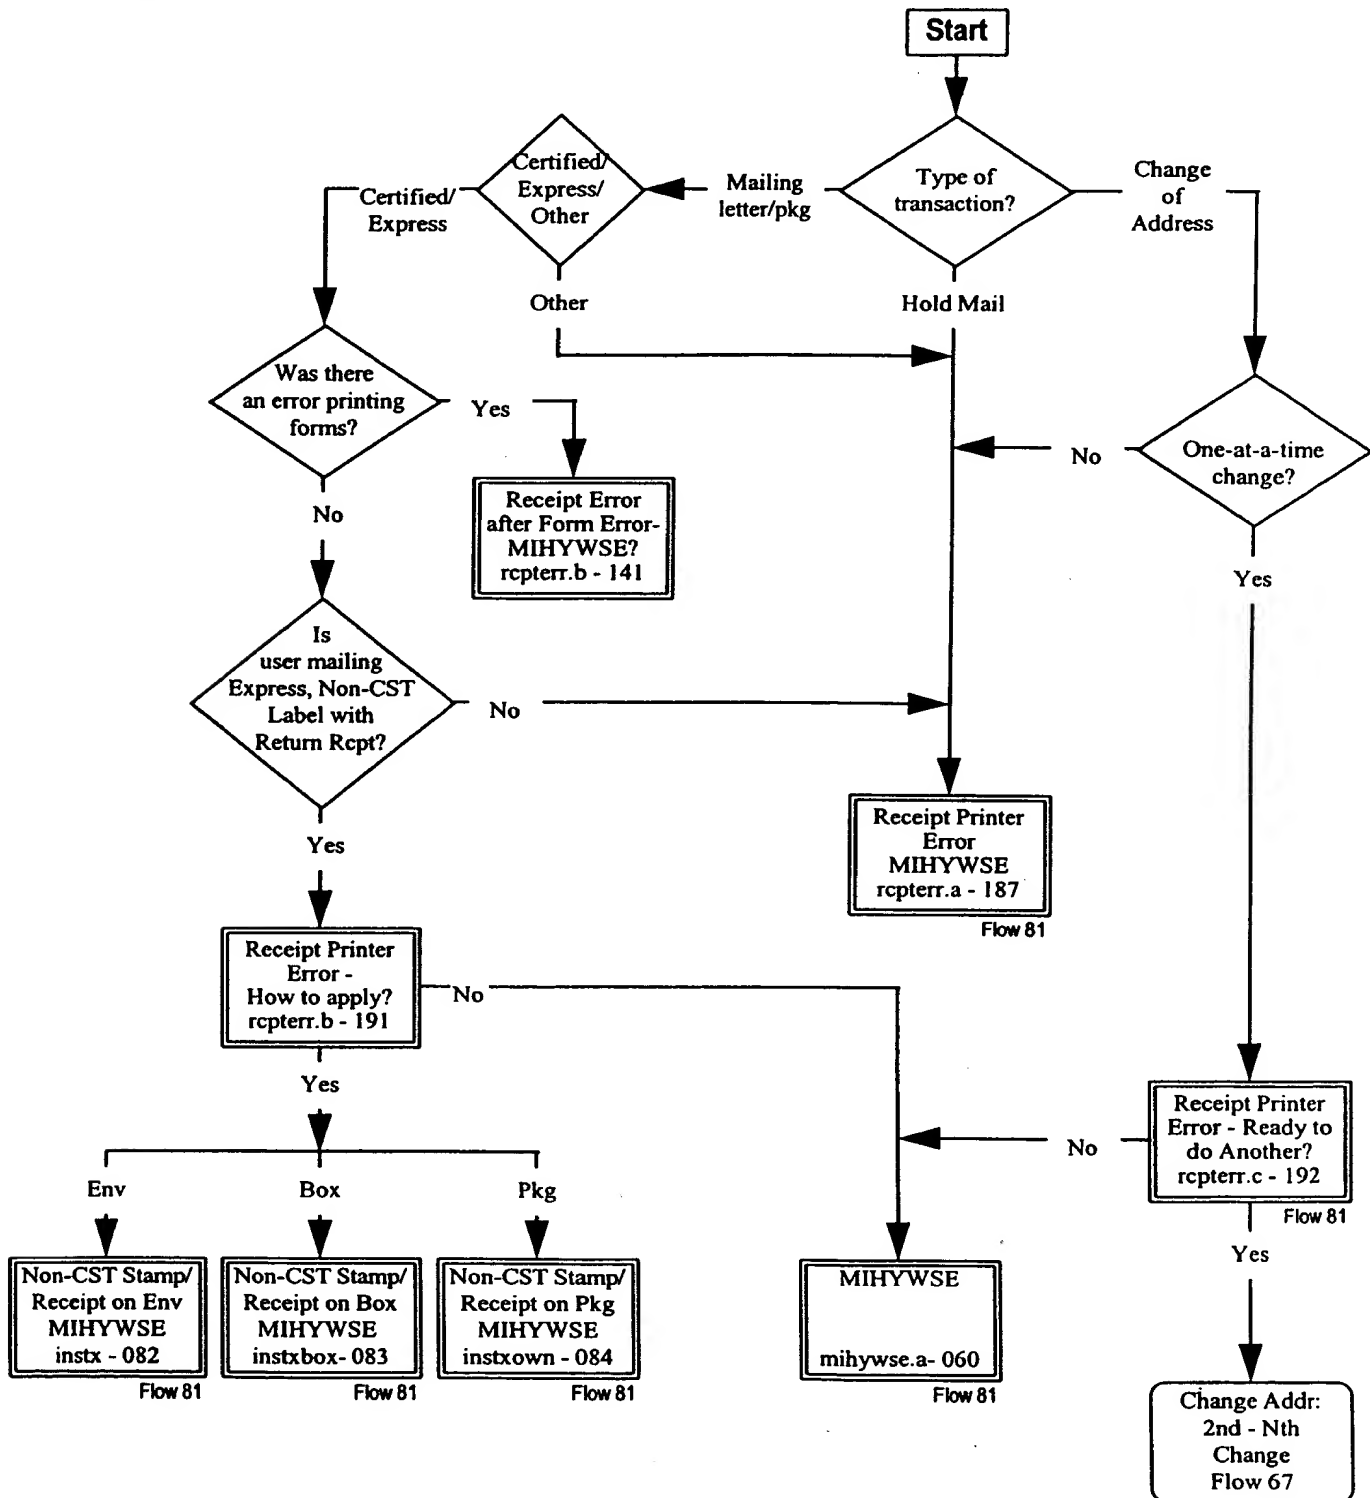 Start
Type of
transaction?
Mailing
letter/pkg
Certified/
Express/
Other
Certified/
Express
Change
of
Address
Other
Hold Mail
Was there
an error printing
forms?
Yes
No
Receipt Error
after Form Error-
MIHYWSE?
rcpterr.b - 141
One-at-a-time
change?
No
Yes
Is
user mailing
Express, Non-CST
Label with
Return Rcpt?
No
Yes
Receipt Printer
Error
MIHYWSE
rcpterr.a - 187
Flow 81
Receipt Printer
Error -
How to apply?
rcpterr.b - 191
No
Yes
Receipt Printer
Error - Ready to
do Another?
rcpterr.c - 192
Flow 81
No
Yes
Env
Box
Pkg
Non-CST Stamp/
Receipt on Env
MIHYWSE
instx - 082
Flow 81
Non-CST Stamp/
Receipt on Box
MIHYWSE
instxbox- 083
Flow 81
Non-CST Stamp/
Receipt on Pkg
MIHYWSE
instxown - 084
Flow 81
MIHYWSE
mihywse.a- 060
Flow 81
Change Addr:
2nd - Nth
Change
Flow 67